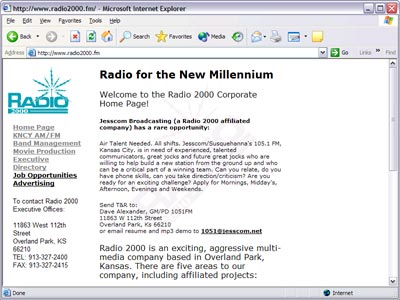 http://www.radio2000.fm/ - Microsoft Internet Explorer
File Edit View Favorites Tools Help
Back Search Favorites Media
Address http://www.radio2000.fm Go Links
RADIO
2000
Home Page
KNCY AM/FM
Band Management
Movie Production
Executive
Directory
Job Opportunities
Advertising
To contact Radio 2000
Executive Offices:
11863 West 112th
Street
Overland Park, KS
66210
TEL: 913-327-2400
FAX: 913-327-2415
Radio for the New Millennium
Welcome to the Radio 2000 Corporate
Home Page!
Jesscom Broadcasting (a Radio 2000 affiliated
company) has a rare opportunity:
Air Talent Needed. All shifts. Jesscom/Susquehanna's 105.1 FM,
Kansas City. is in need of experienced, talented
communicators, great jocks and future great jocks who are
willing to help build a new station from the ground up and who
can be a critical part of a winning team. Can you relate, do you
have phone skills, can you take direction/criticism? Are you
ready for an exciting challenge? Apply for Mornings, Midday's,
Afternoon, Evenings and Weekends.
Send T&R to:
Dave Alexander, GM/PD 1051FM
11863 W 112th Street
Overland Park, Ks 66210
or email resume and mp3 demo to 1051@jesscom.net
Radio 2000 is an exciting, aggressive multi-
media company based in Overland Park,
Kansas. There are five areas to our
company, including affiliated projects:
Done Internet